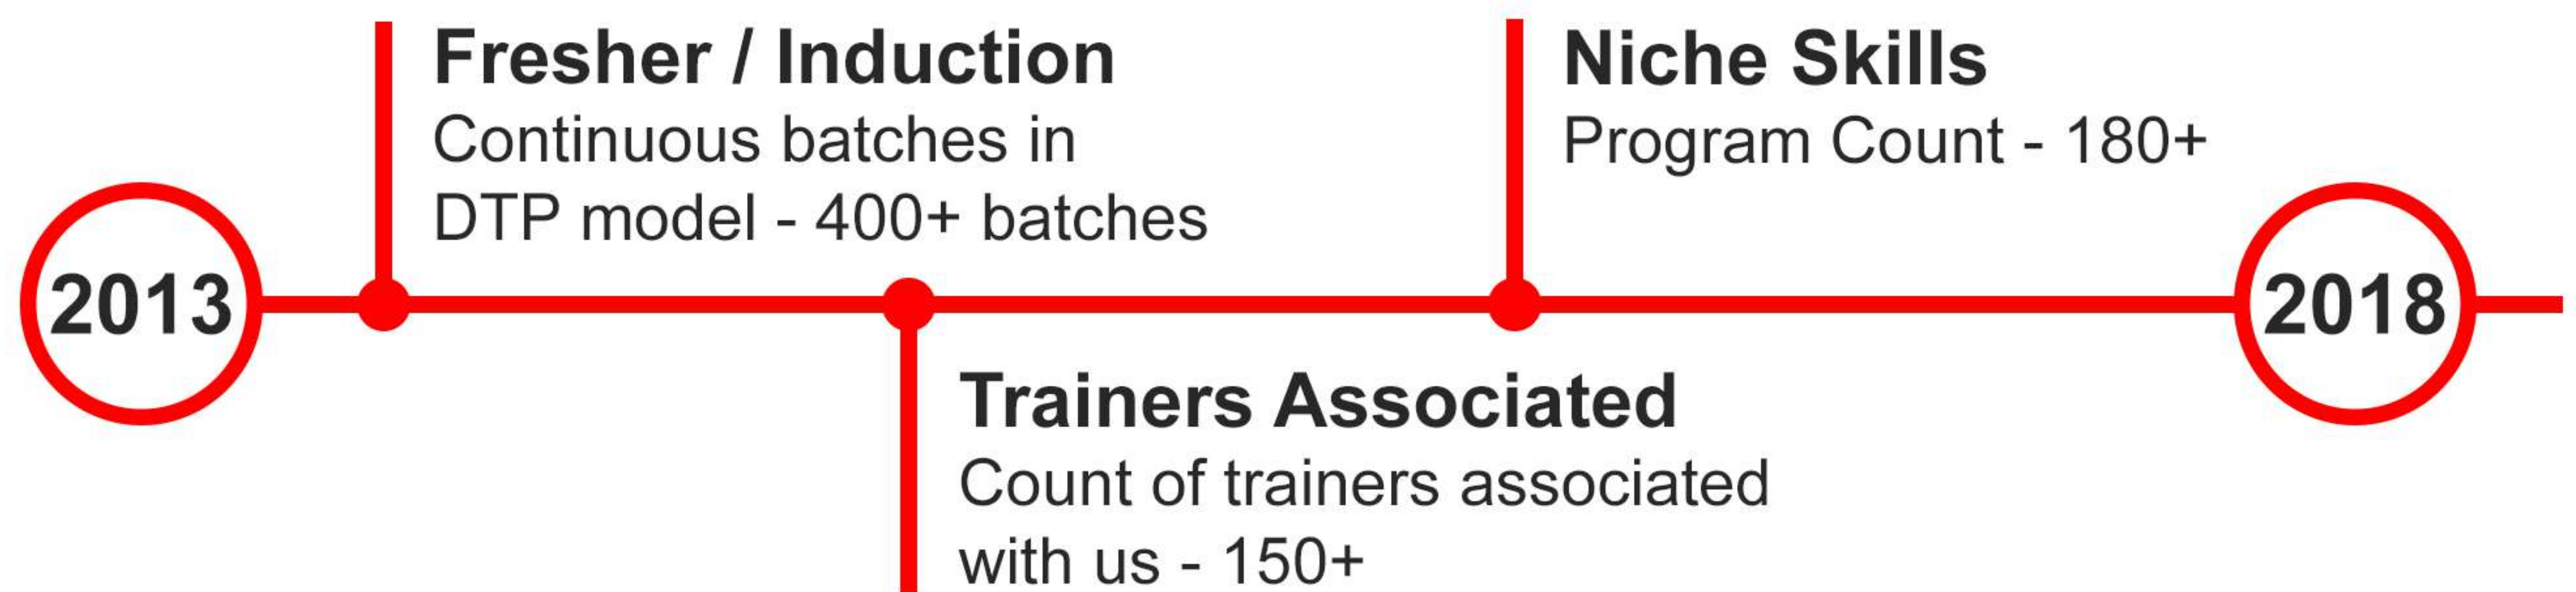 2013
Fresher / Induction
Continuous batches in
DTP model - 400+ batches
Trainers Associated
Count of trainers associated
with us - 150+
Niche Skills
Program Count - 180+
2018